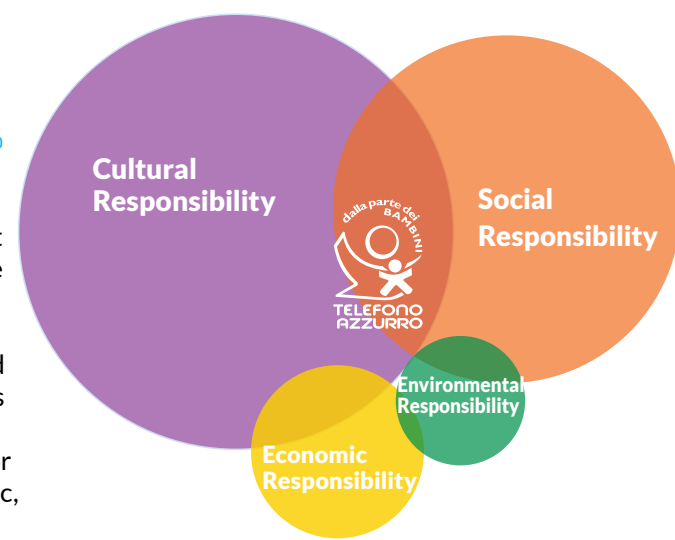 Cultural
Responsibility
Social
Responsibility
dalla parte dei
BAMBINI
TELEFONO
AZZURRO
Environmental
Responsibility
Economic
Responsibility